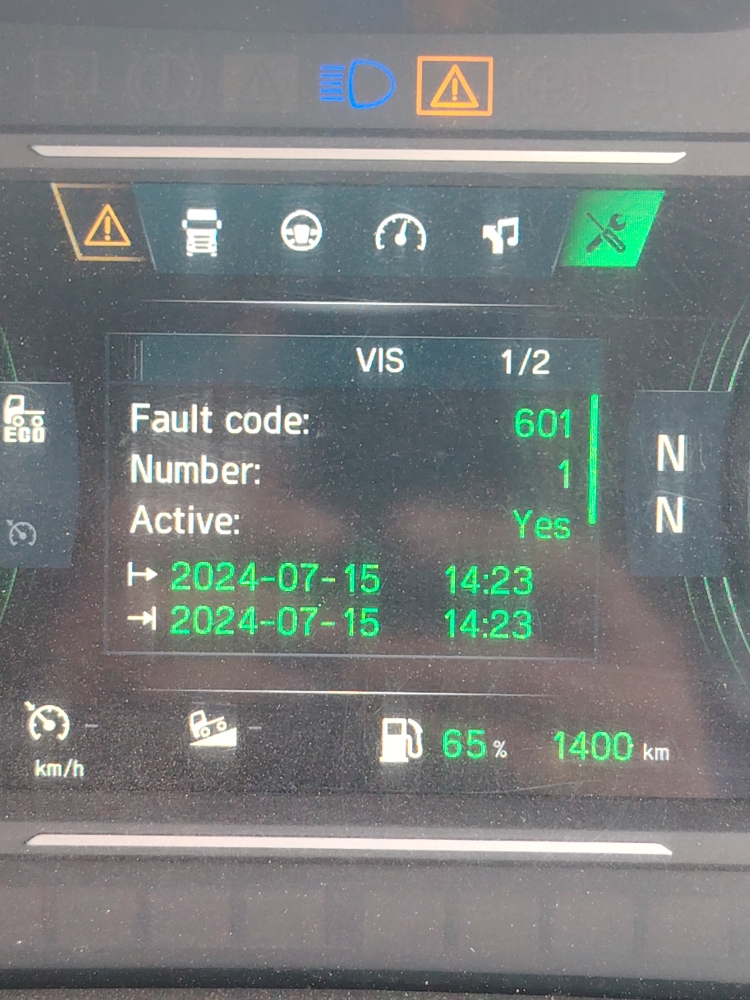 VIS 1/2
Fault code: 601
Number: 1
Active: Yes
2024-07-15 14:23
2024-07-15 14:23
ECO
N
N
km/h
65 % 1400 km